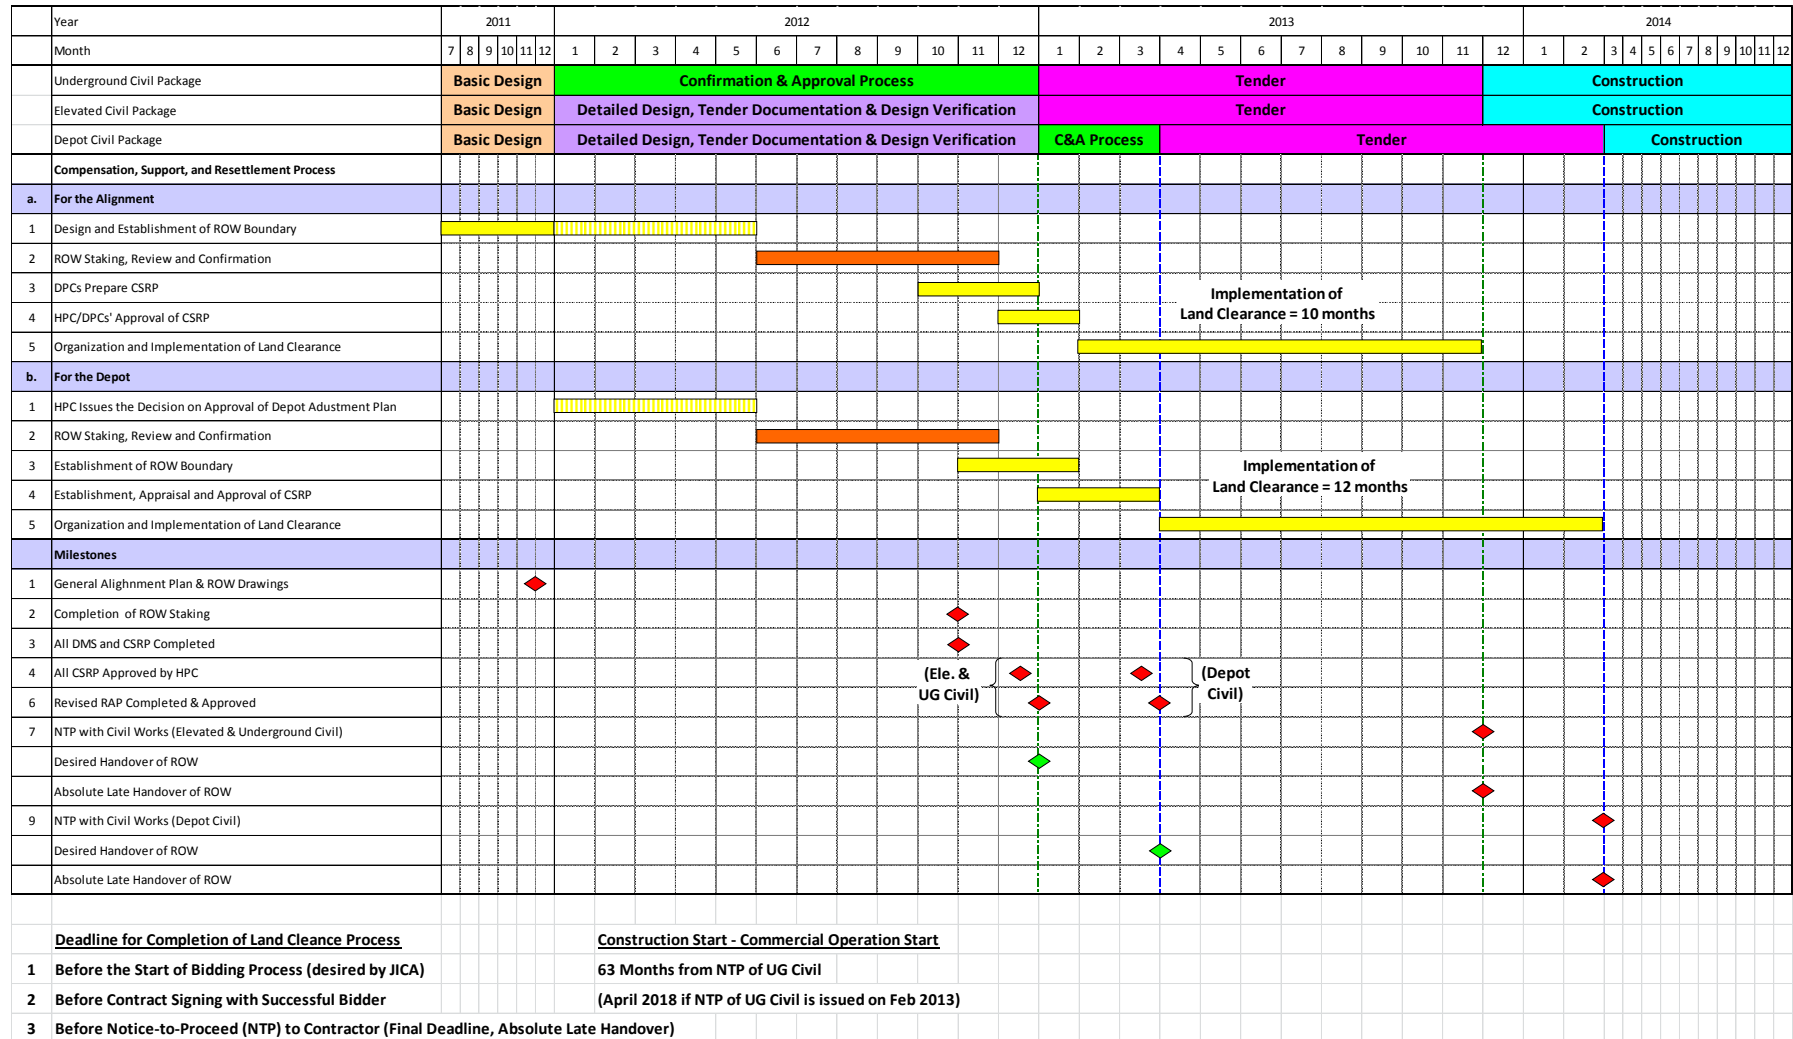 Year 2011 2012 2013 2014
Month 7 8 9 10 11 12 1 2 3 4 5 6 7 8 9 10 11 12 1 2 3 4 5 6 7 8 9 10 11 12 1 2 3 4 5 6 7 8 9 10 11 12
Underground Civil Package Basic Design Confirmation & Approval Process Tender Construction
Elevated Civil Package Basic Design Detailed Design, Tender Documentation & Design Verification Tender Construction
Depot Civil Package Basic Design Detailed Design, Tender Documentation & Design Verification C&A Process Tender Construction
Compensation, Support, and Resettlement Process
a. For the Alignment
1 Design and Establishment of ROW Boundary
2 ROW Staking, Review and Confirmation
3 DPCs Prepare CSRP
Implementation of
4 HPC/DPCs' Approval of CSRP
Land Clearance = 10 months
5 Organization and Implementation of Land Clearance
b. For the Depot
1 HPC Issues the Decision on Approval of Depot Adustment Plan
2 ROW Staking, Review and Confirmation
3 Establishment of ROW Boundary
Implementation of
Land Clearance = 12 months
4 Establishment, Appraisal and Approval of CSRP
5 Organization and Implementation of Land Clearance
Milestones
1 General Alighnment Plan & ROW Drawings
2 Completion of ROW Staking
3 All DMS and CSRP Completed
4 All CSRP Approved by HPC
(Ele. &
UG Civil)
(Depot
Civil)
6 Revised RAP Completed & Approved
7 NTP with Civil Works (Elevated & Underground Civil)
Desired Handover of ROW
Absolute Late Handover of ROW
9 NTP with Civil Works (Depot Civil)
Desired Handover of ROW
Absolute Late Handover of ROW
Deadline for Completion of Land Cleance Process
Construction Start - Commercial Operation Start
1 Before the Start of Bidding Process (desired by JICA)
63 Months from NTP of UG Civil
2 Before Contract Signing with Successful Bidder
(April 2018 if NTP of UG Civil is issued on Feb 2013)
3 Before Notice-to-Proceed (NTP) to Contractor (Final Deadline, Absolute Late Handover)